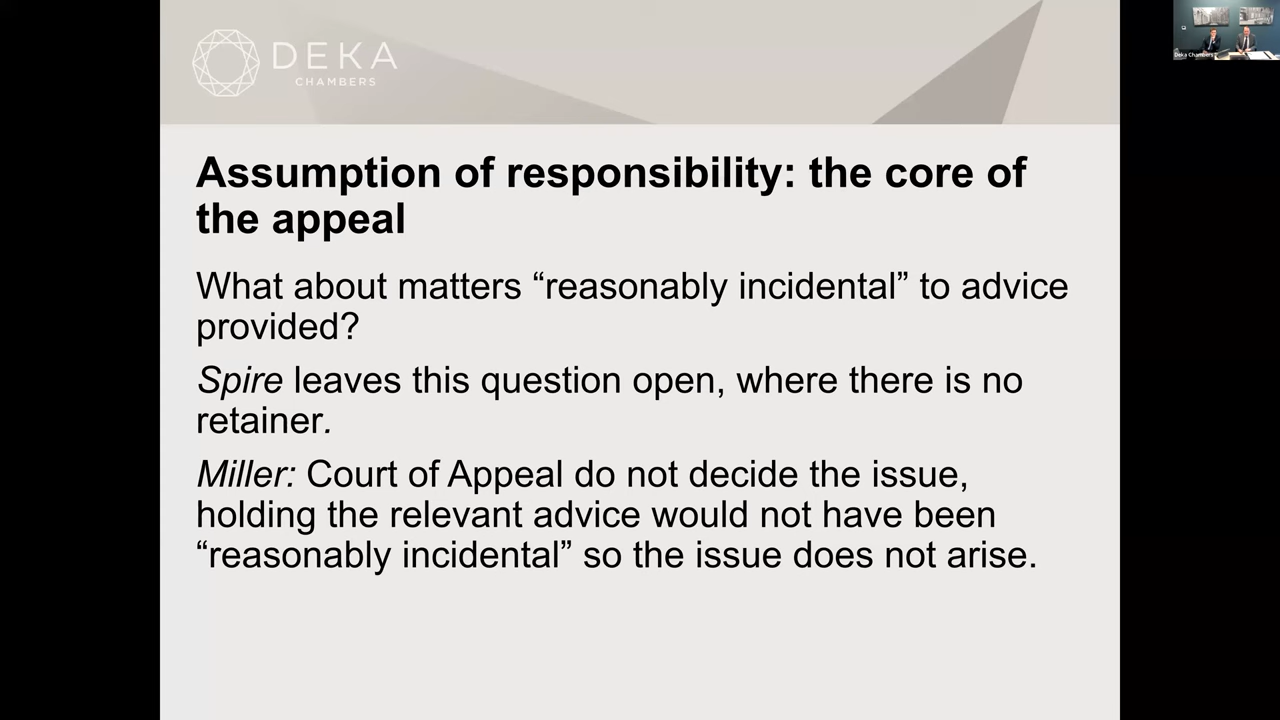 DEKA
CHAMBERS
Deka Chambers
Assumption of responsibility: the core of
the appeal
What about matters “reasonably incidental” to advice
provided?
Spire leaves this question open, where there is no
retainer.
Miller: Court of Appeal do not decide the issue,
holding the relevant advice would not have been
“reasonably incidental” so the issue does not arise.